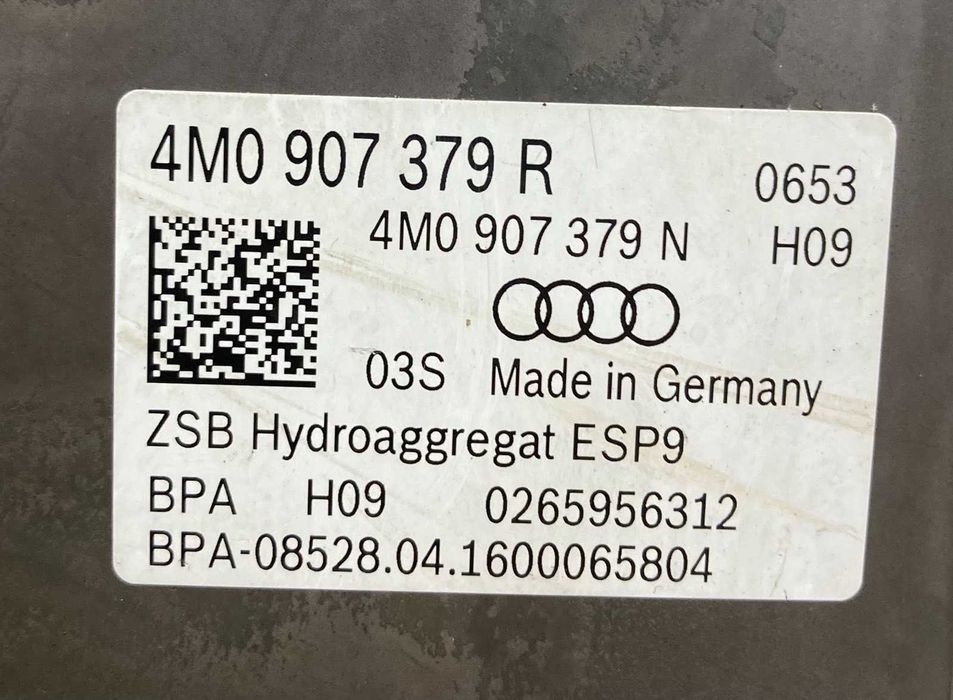 4M0 907 379 R
0653
4M0 907 379 N
H09
03S
Made in Germany
ZSB Hydroaggregat ESP9
BPA H09 0265956312
BPA-08528.04.1600065804